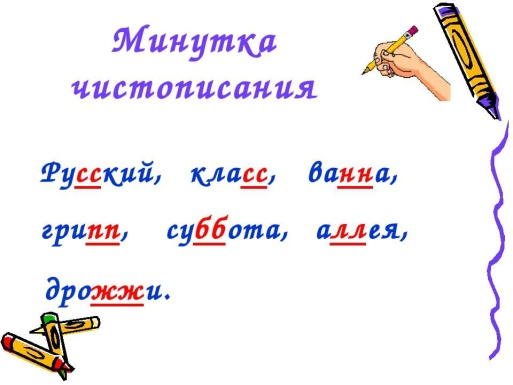 Минутка
чистописания
Русский, класс, ванна,
грипп, суббота, аллея,
дрожжи.